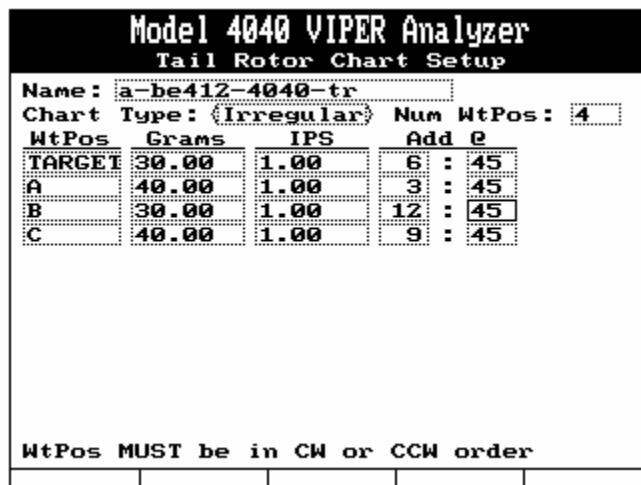 Model 4040 VIPER Analyzer
Tail Rotor Chart Setup
Name: a-be412-4040-tr
Chart Type: (Irregular) Num WtPos: 4
WtPos Grams IPS Add @
TARGET 30.00 1.00 6 : 45
A 40.00 1.00 3 : 45
B 30.00 1.00 12 : 45
C 40.00 1.00 9 : 45
WtPos MUST be in CW or CCW order